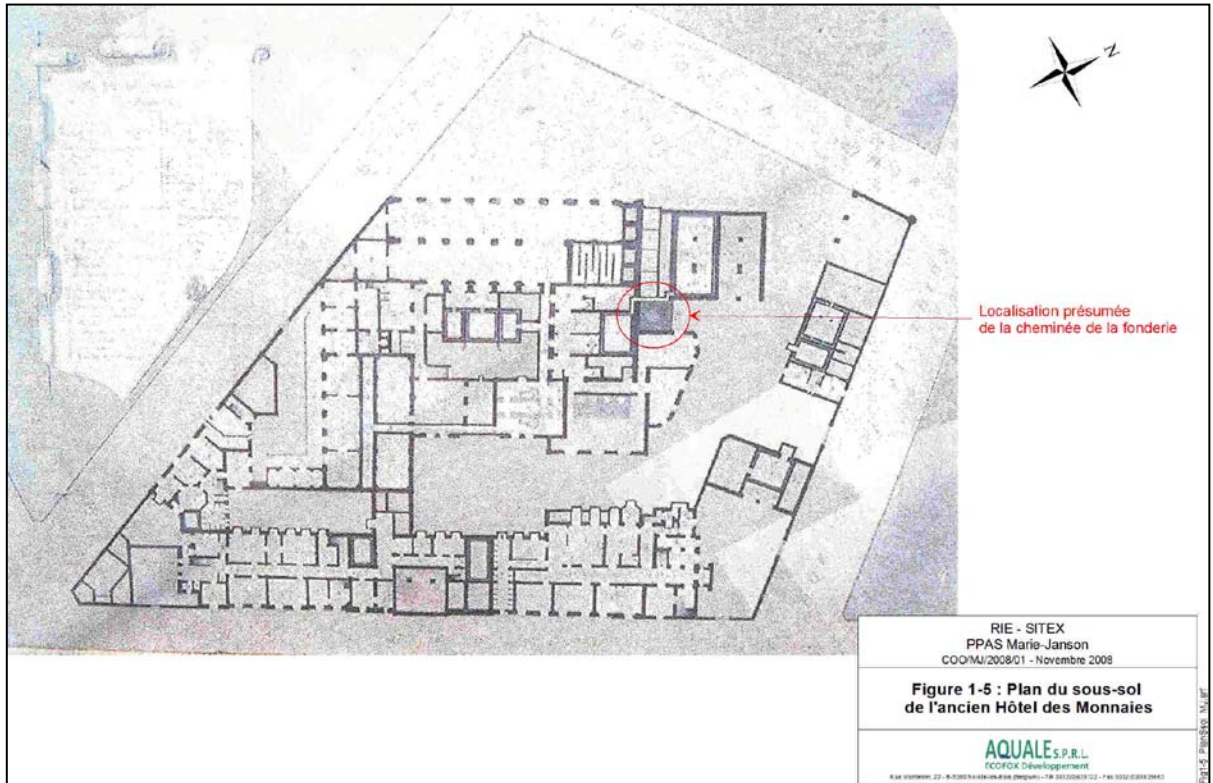 N
Localisation présumée
de la cheminée de la fonderie
RIE - SITEX
PPAS Marie-Janson
COO/MJ/2008/01 - Novembre 2008
Figure 1-5 : Plan du sous-sol
de l'ancien Hôtel des Monnaies
AQUALE S.P.R.L.
ECOFOX Développement